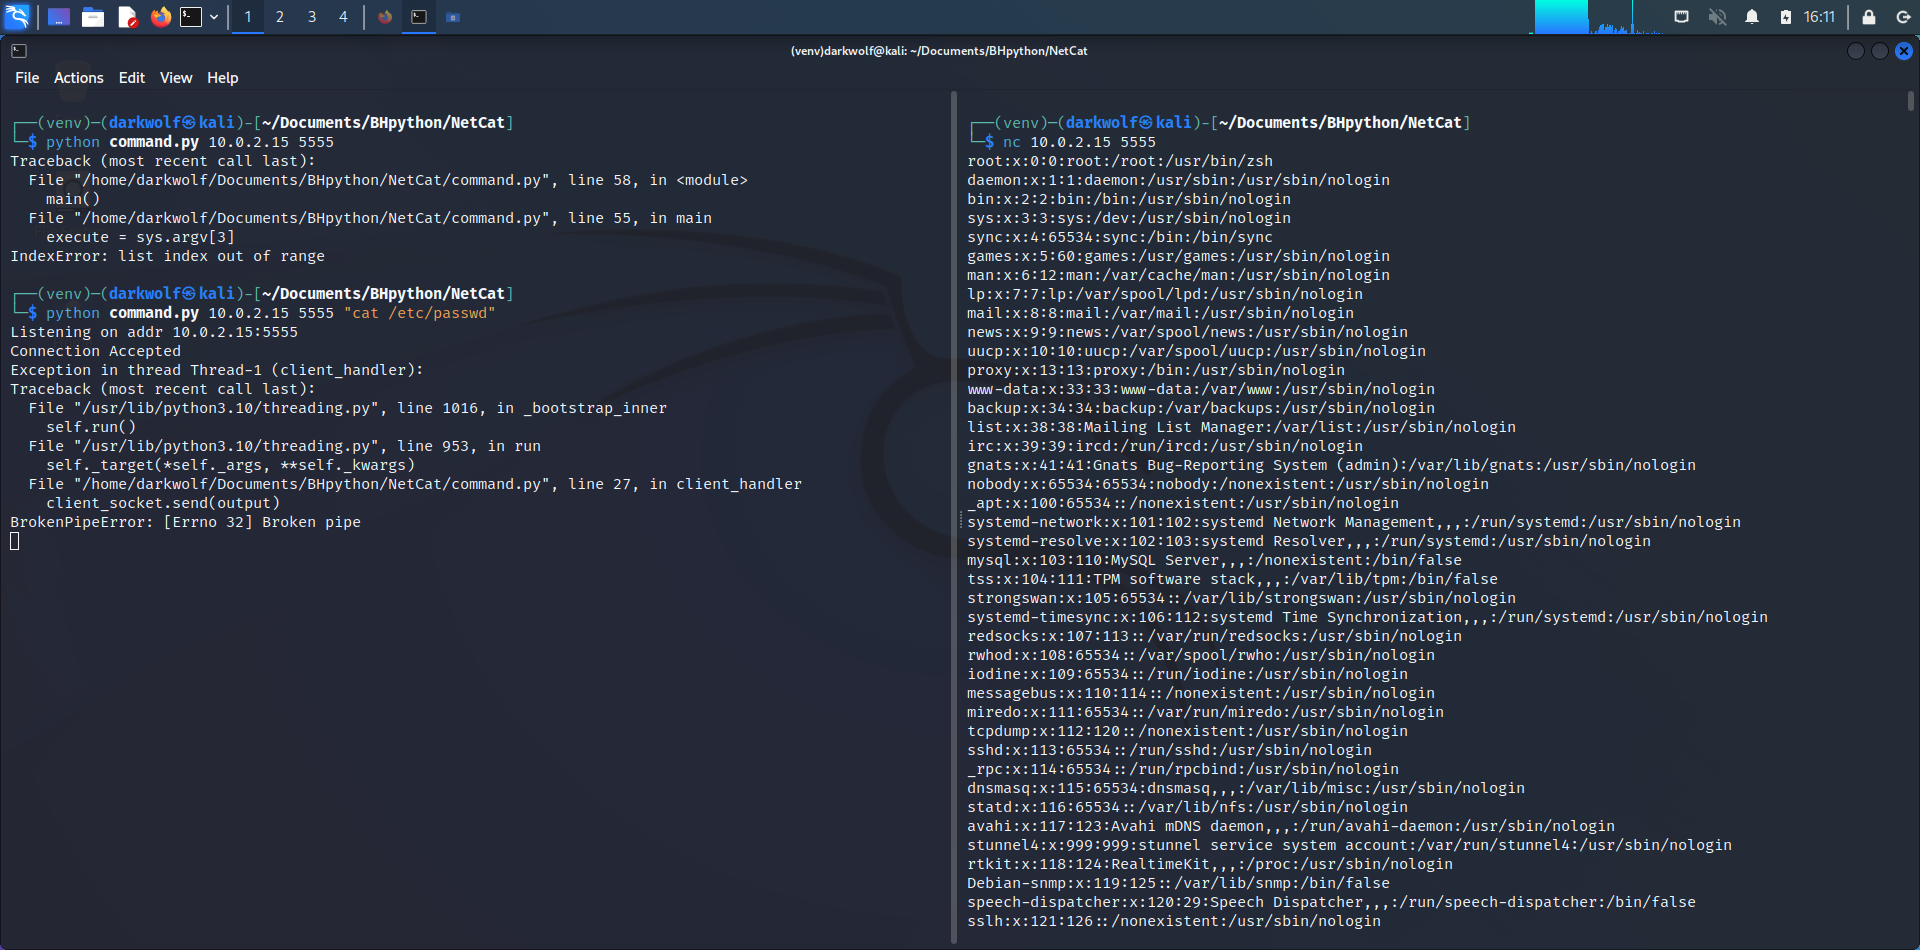 1 2 3 4 16:11
(venv)darkwolf@kali: ~/Documents/BHpython/NetCat
File Actions Edit View Help
┌──(venv)─(darkwolf㉿kali)-[~/Documents/BHpython/NetCat]
└─$ python command.py 10.0.2.15 5555
Traceback (most recent call last):
  File "/home/darkwolf/Documents/BHpython/NetCat/command.py", line 58, in <module>
    main()
  File "/home/darkwolf/Documents/BHpython/NetCat/command.py", line 55, in main
    execute = sys.argv[3]
IndexError: list index out of range
┌──(venv)─(darkwolf㉿kali)-[~/Documents/BHpython/NetCat]
└─$ python command.py 10.0.2.15 5555 "cat /etc/passwd"
Listening on addr 10.0.2.15:5555
Connection Accepted
Exception in thread Thread-1 (client_handler):
Traceback (most recent call last):
  File "/usr/lib/python3.10/threading.py", line 1016, in _bootstrap_inner
    self.run()
  File "/usr/lib/python3.10/threading.py", line 953, in run
    self._target(*self._args, **self._kwargs)
  File "/home/darkwolf/Documents/BHpython/NetCat/command.py", line 27, in client_handler
    client_socket.send(output)
BrokenPipeError: [Errno 32] Broken pipe
┌──(venv)─(darkwolf㉿kali)-[~/Documents/BHpython/NetCat]
└─$ nc 10.0.2.15 5555
root:x:0:0:root:/root:/usr/bin/zsh
daemon:x:1:1:daemon:/usr/sbin:/usr/sbin/nologin
bin:x:2:2:bin:/bin:/usr/sbin/nologin
sys:x:3:3:sys:/dev:/usr/sbin/nologin
sync:x:4:65534:sync:/bin:/bin/sync
games:x:5:60:games:/usr/games:/usr/sbin/nologin
man:x:6:12:man:/var/cache/man:/usr/sbin/nologin
lp:x:7:7:lp:/var/spool/lpd:/usr/sbin/nologin
mail:x:8:8:mail:/var/mail:/usr/sbin/nologin
news:x:9:9:news:/var/spool/news:/usr/sbin/nologin
uucp:x:10:10:uucp:/var/spool/uucp:/usr/sbin/nologin
proxy:x:13:13:proxy:/bin:/usr/sbin/nologin
www-data:x:33:33:www-data:/var/www:/usr/sbin/nologin
backup:x:34:34:backup:/var/backups:/usr/sbin/nologin
list:x:38:38:Mailing List Manager:/var/list:/usr/sbin/nologin
irc:x:39:39:ircd:/run/ircd:/usr/sbin/nologin
gnats:x:41:41:Gnats Bug-Reporting System (admin):/var/lib/gnats:/usr/sbin/nologin
nobody:x:65534:65534:nobody:/nonexistent:/usr/sbin/nologin
_apt:x:100:65534::/nonexistent:/usr/sbin/nologin
systemd-network:x:101:102:systemd Network Management,,,:/run/systemd:/usr/sbin/nologin
systemd-resolve:x:102:103:systemd Resolver,,,:/run/systemd:/usr/sbin/nologin
mysql:x:103:110:MySQL Server,,,:/nonexistent:/bin/false
tss:x:104:111:TPM software stack,,,:/var/lib/tpm:/bin/false
strongswan:x:105:65534::/var/lib/strongswan:/usr/sbin/nologin
systemd-timesync:x:106:112:systemd Time Synchronization,,,:/run/systemd:/usr/sbin/nologin
redsocks:x:107:113::/var/run/redsocks:/usr/sbin/nologin
rwhod:x:108:65534::/var/spool/rwho:/usr/sbin/nologin
iodine:x:109:65534::/run/iodine:/usr/sbin/nologin
messagebus:x:110:114::/nonexistent:/usr/sbin/nologin
miredo:x:111:65534::/var/run/miredo:/usr/sbin/nologin
tcpdump:x:112:120::/nonexistent:/usr/sbin/nologin
sshd:x:113:65534::/run/sshd:/usr/sbin/nologin
_rpc:x:114:65534::/run/rpcbind:/usr/sbin/nologin
dnsmasq:x:115:65534:dnsmasq,,,:/var/lib/misc:/usr/sbin/nologin
statd:x:116:65534::/var/lib/nfs:/usr/sbin/nologin
avahi:x:117:123:Avahi mDNS daemon,,,:/run/avahi-daemon:/usr/sbin/nologin
stunnel4:x:999:999:stunnel service system account:/var/run/stunnel4:/usr/sbin/nologin
rtkit:x:118:124:RealtimeKit,,,:/proc:/usr/sbin/nologin
Debian-snmp:x:119:125::/var/lib/snmp:/bin/false
speech-dispatcher:x:120:29:Speech Dispatcher,,,:/run/speech-dispatcher:/bin/false
sslh:x:121:126::/nonexistent:/usr/sbin/nologin